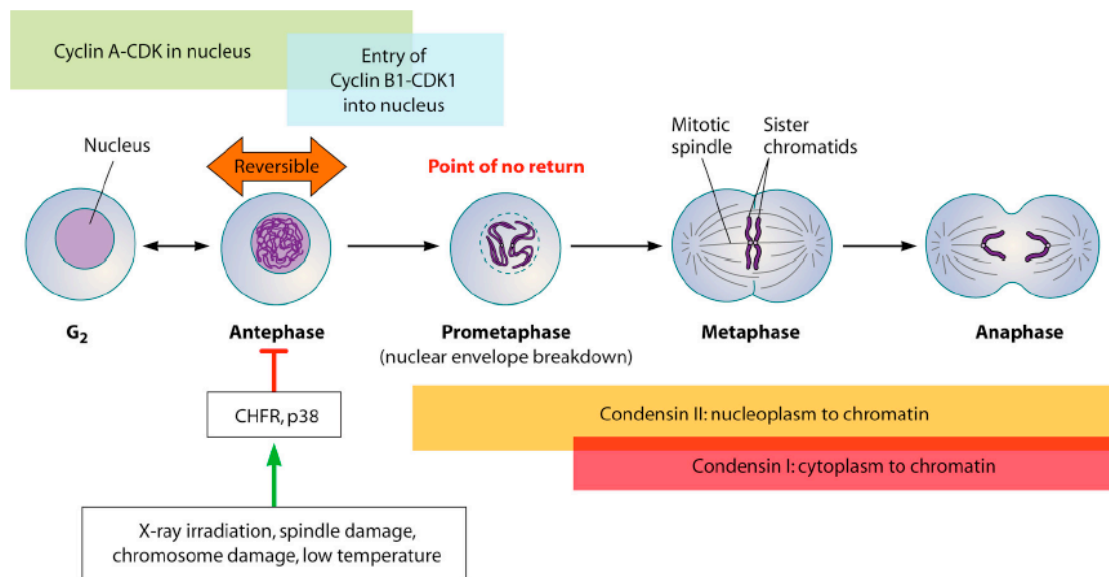 Cyclin A-CDK in nucleus
Entry of
Cyclin B1-CDK1
into nucleus
Nucleus
Reversible
Point of no return
Mitotic
spindle
Sister
chromatids
G₂
Antephase
Prometaphase
(nuclear envelope breakdown)
Metaphase
Anaphase
CHFR, p38
Condensin II: nucleoplasm to chromatin
Condensin I: cytoplasm to chromatin
X-ray irradiation, spindle damage,
chromosome damage, low temperature